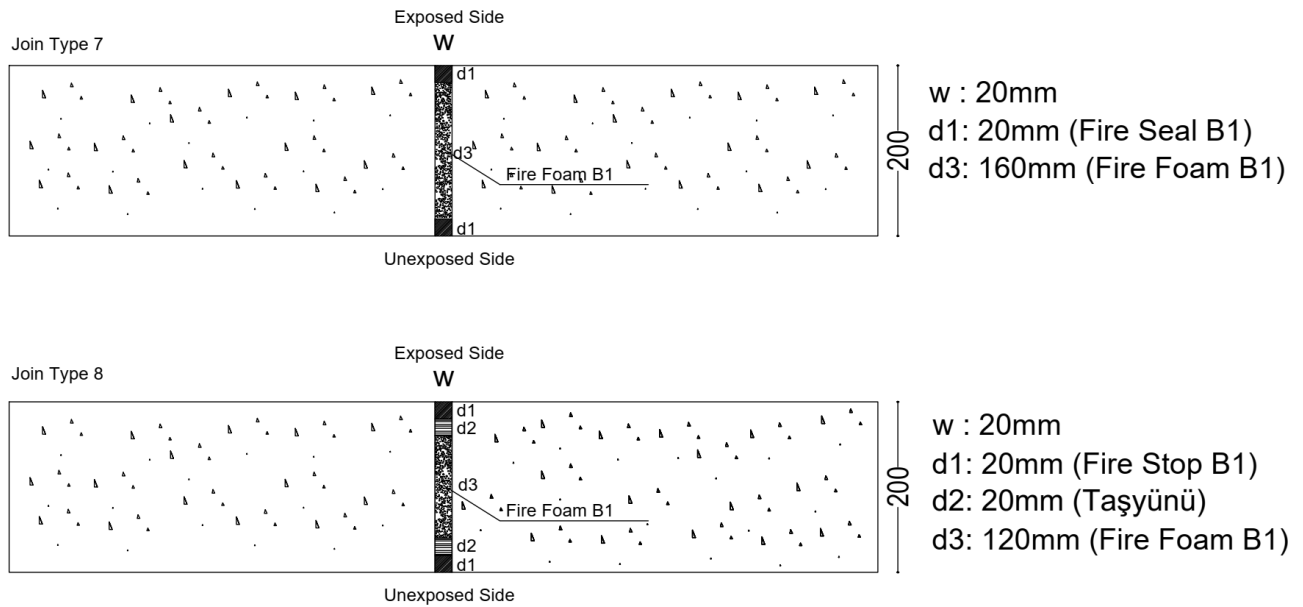 Exposed Side
Join Type 7
w
d1
w : 20mm
d1: 20mm (Fire Seal B1)
d3: 160mm (Fire Foam B1)
200
d3
Fire Foam B1
d1
Unexposed Side
Exposed Side
Join Type 8
w
d1
d2
w : 20mm
d1: 20mm (Fire Stop B1)
d2: 20mm (Taşyünü)
d3: 120mm (Fire Foam B1)
200
d3
Fire Foam B1
d2
d1
Unexposed Side